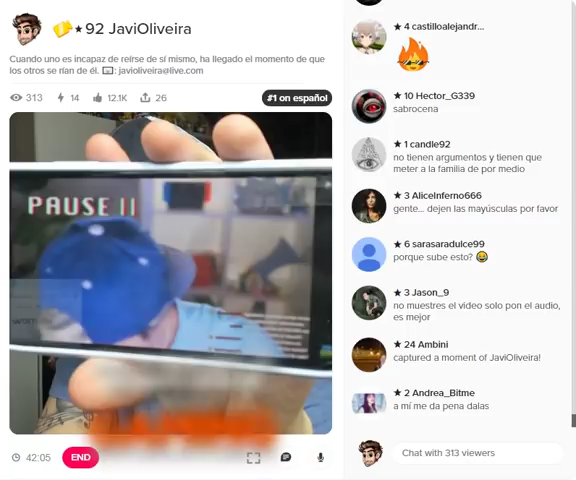 92 JaviOliveira
Cuando uno es incapaz de reírse de sí mismo, ha llegado el momento de que
los otros se rían de él. : javioliveira@live.com
313 14 12.1K 26 #1 on español
PAUSE II
42:05 END
4 castilloalejandr...
10 Hector_G339
sabrocena
1 candle92
no tienen argumentos y tienen que
meter a la familia de por medio
3 AliceInferno666
gente... dejen las mayúsculas por favor
6 sarasaradulce99
porque sube esto?
3 Jason_9
no muestres el video solo pon el audio,
es mejor
24 Ambini
captured a moment of JaviOliveira!
2 Andrea_Bitme
a mí me da pena dalas
Chat with 313 viewers